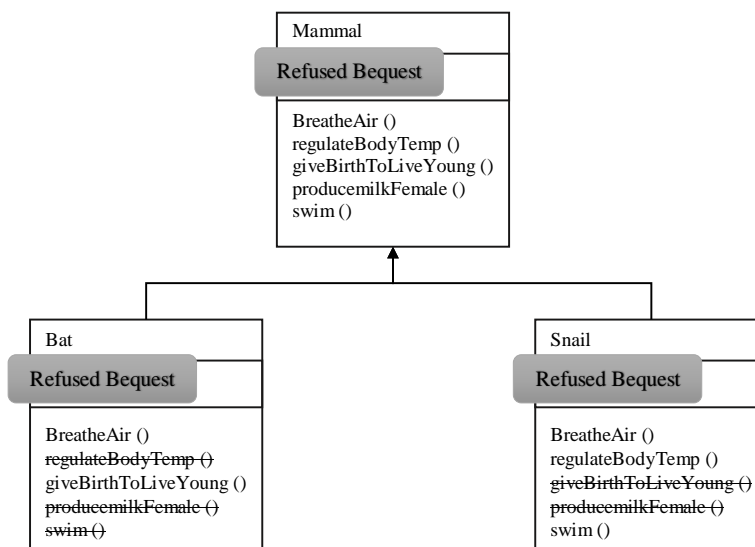 Mammal
Refused Bequest
BreatheAir ()
regulateBodyTemp ()
giveBirthToLiveYoung ()
producemilkFemale ()
swim ()
Bat
Refused Bequest
BreatheAir ()
regulateBodyTemp ()
giveBirthToLiveYoung ()
producemilkFemale ()
swim ()
Snail
Refused Bequest
BreatheAir ()
regulateBodyTemp ()
giveBirthToLiveYoung ()
producemilkFemale ()
swim ()